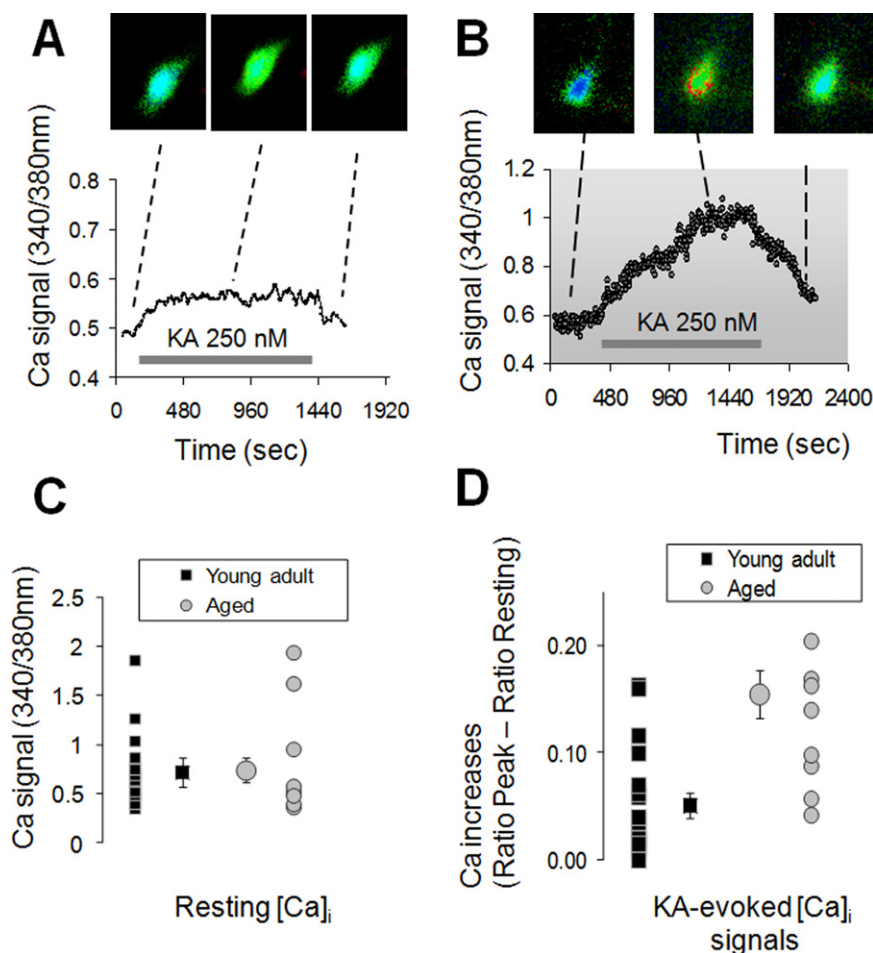 A
B
Ca signal (340/380nm)
0.8
0.7
0.6
0.5
0.4
KA 250 nM
0 480 960 1440 1920
Time (sec)
Ca signal (340/380nm)
1.2
1
0.8
0.6
0.4
KA 250 nM
0 480 960 1440 1920 2400
Time (sec)
C
Young adult
Aged
Ca signal (340/380nm)
2.5
2
1.5
1
0.5
0
Resting [Ca]i
D
Young adult
Aged
Ca increases
(Ratio Peak – Ratio Resting)
0.20
0.10
0.00
KA-evoked [Ca]i
signals